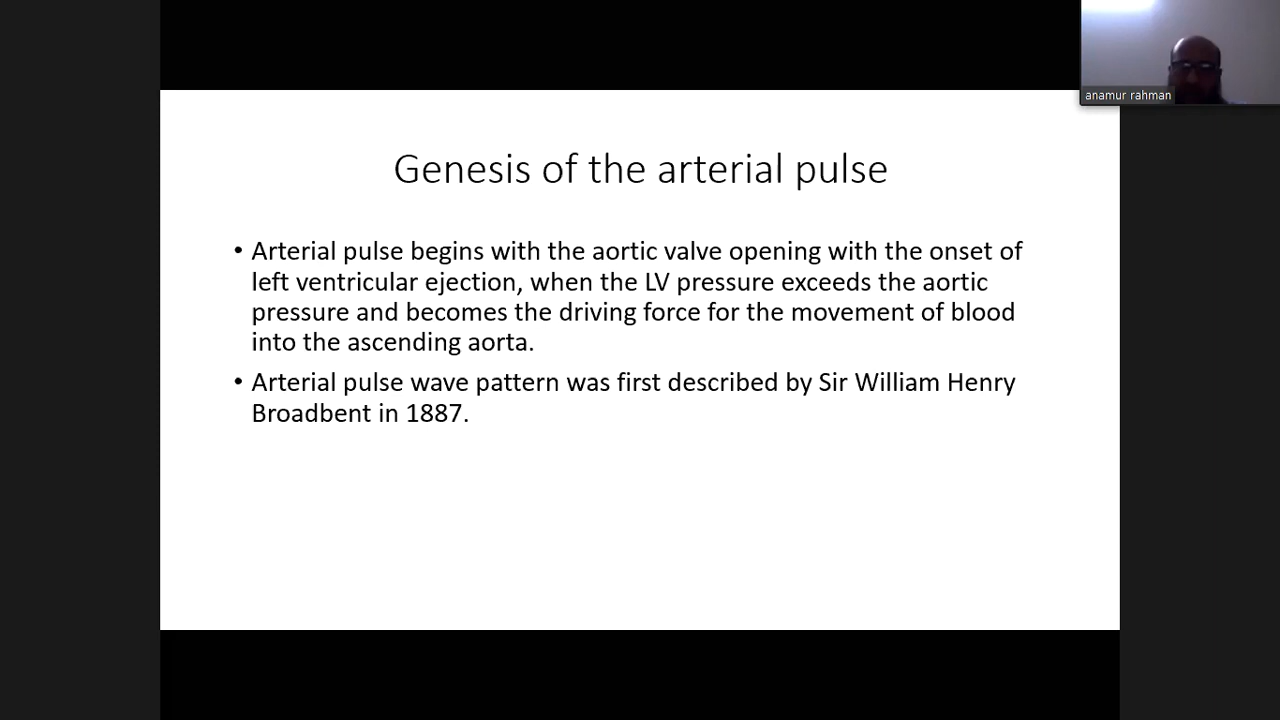 anamur rahman
Genesis of the arterial pulse
• Arterial pulse begins with the aortic valve opening with the onset of
left ventricular ejection, when the LV pressure exceeds the aortic
pressure and becomes the driving force for the movement of blood
into the ascending aorta.
• Arterial pulse wave pattern was first described by Sir William Henry
Broadbent in 1887.